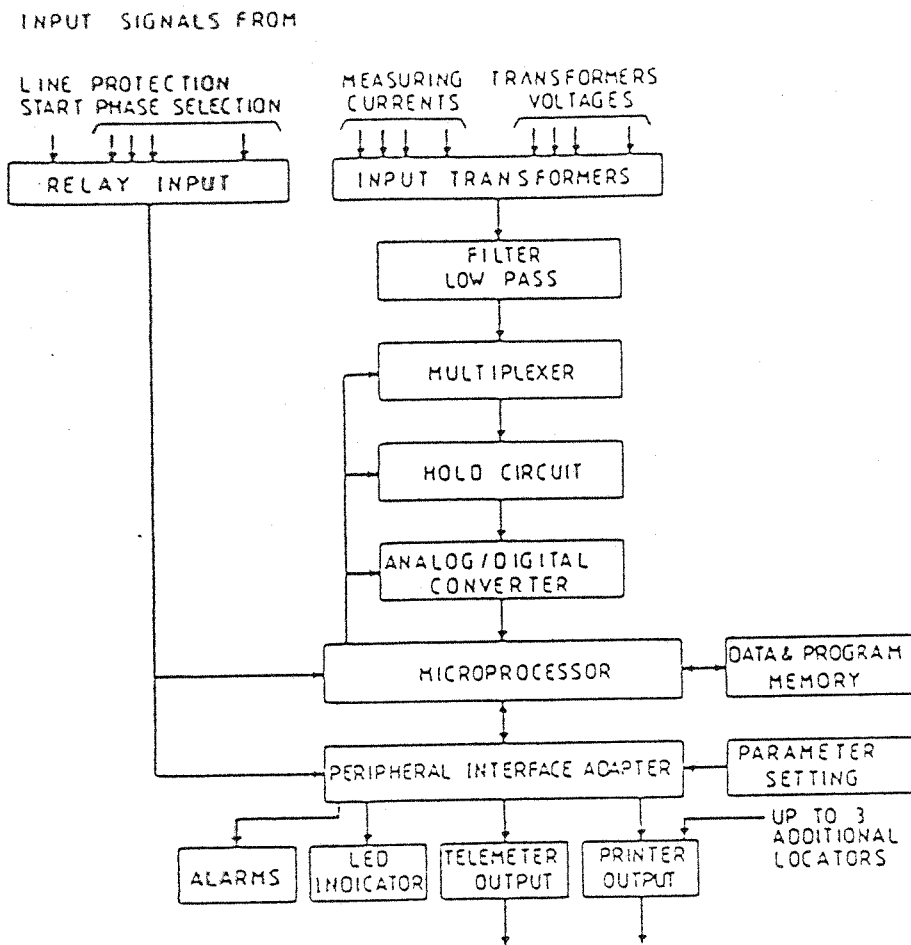 INPUT SIGNALS FROM
LINE PROTECTION
START PHASE SELECTION
MEASURING
CURRENTS
TRANSFORMERS
VOLTAGES
RELAY INPUT
INPUT TRANSFORMERS
FILTER
LOW PASS
MULTIPLEXER
HOLD CIRCUIT
ANALOG/DIGITAL
CONVERTER
MICROPROCESSOR
DATA & PROGRAM
MEMORY
PERIPHERAL INTERFACE ADAPTER
PARAMETER
SETTING
UP TO 3
ADDITIONAL
LOCATORS
ALARMS
LED
INDICATOR
TELEMETER
OUTPUT
PRINTER
OUTPUT